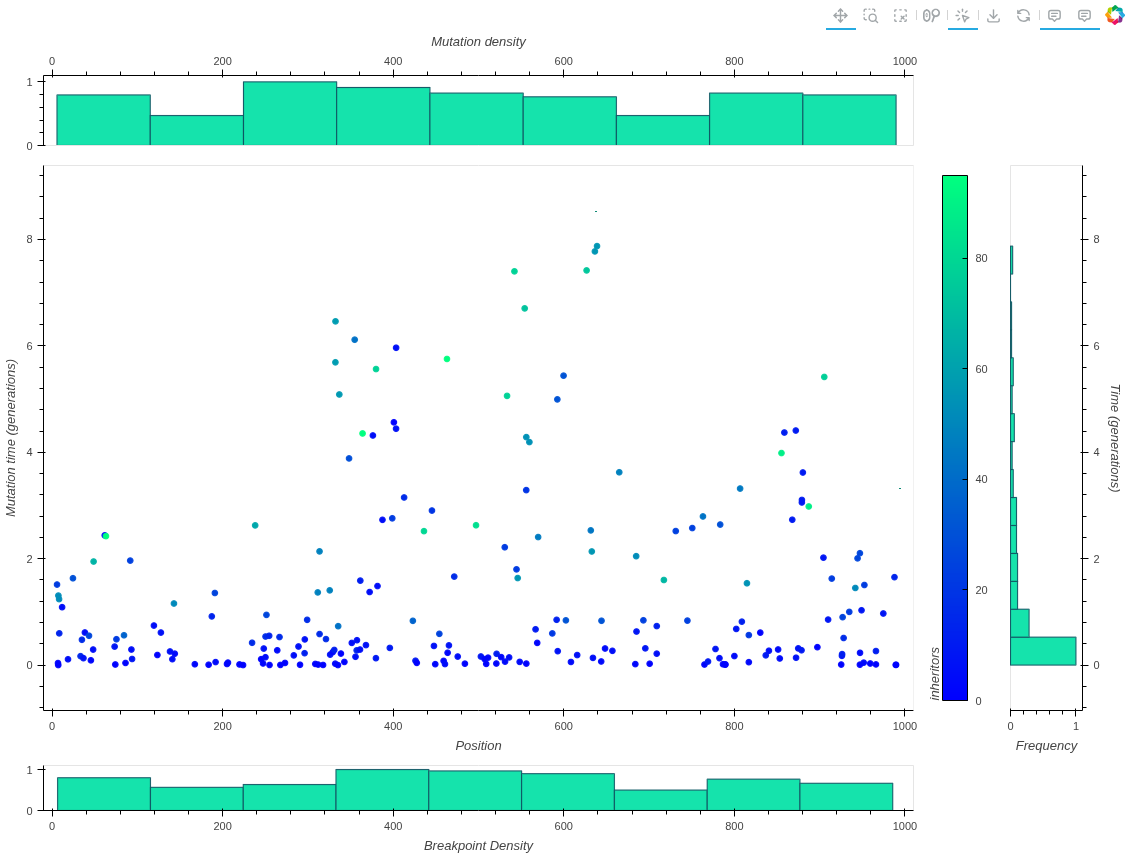 Mutation density
0 200 400 600 800 1000
1
0
8
6
4
2
0
Mutation time (generations)
0 200 400 600 800 1000
Position
80
60
40
20
0
inheritors
8
6
4
2
0
Time (generations)
0 1
Frequency
1
0
0 200 400 600 800 1000
Breakpoint Density